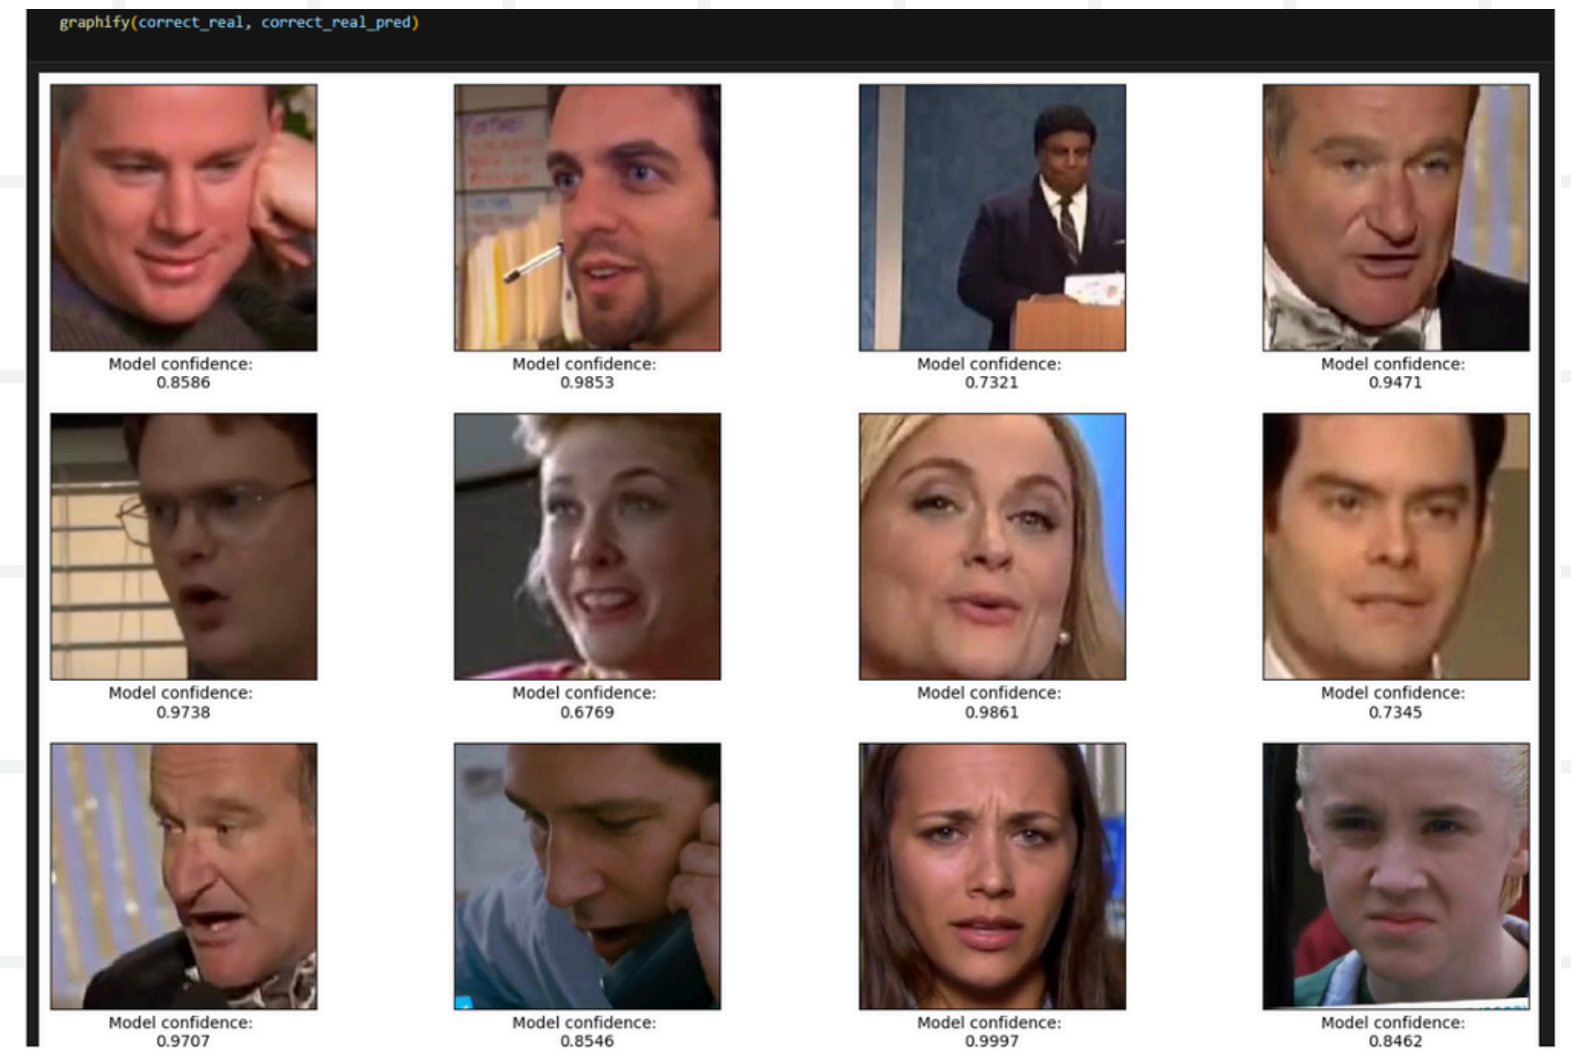 graphify(correct_real, correct_real_pred)
Model confidence:
0.8586
Model confidence:
0.9853
Model confidence:
0.7321
Model confidence:
0.9471
Model confidence:
0.9738
Model confidence:
0.6769
Model confidence:
0.9861
Model confidence:
0.7345
Model confidence:
0.9707
Model confidence:
0.8546
Model confidence:
0.9997
Model confidence:
0.8462